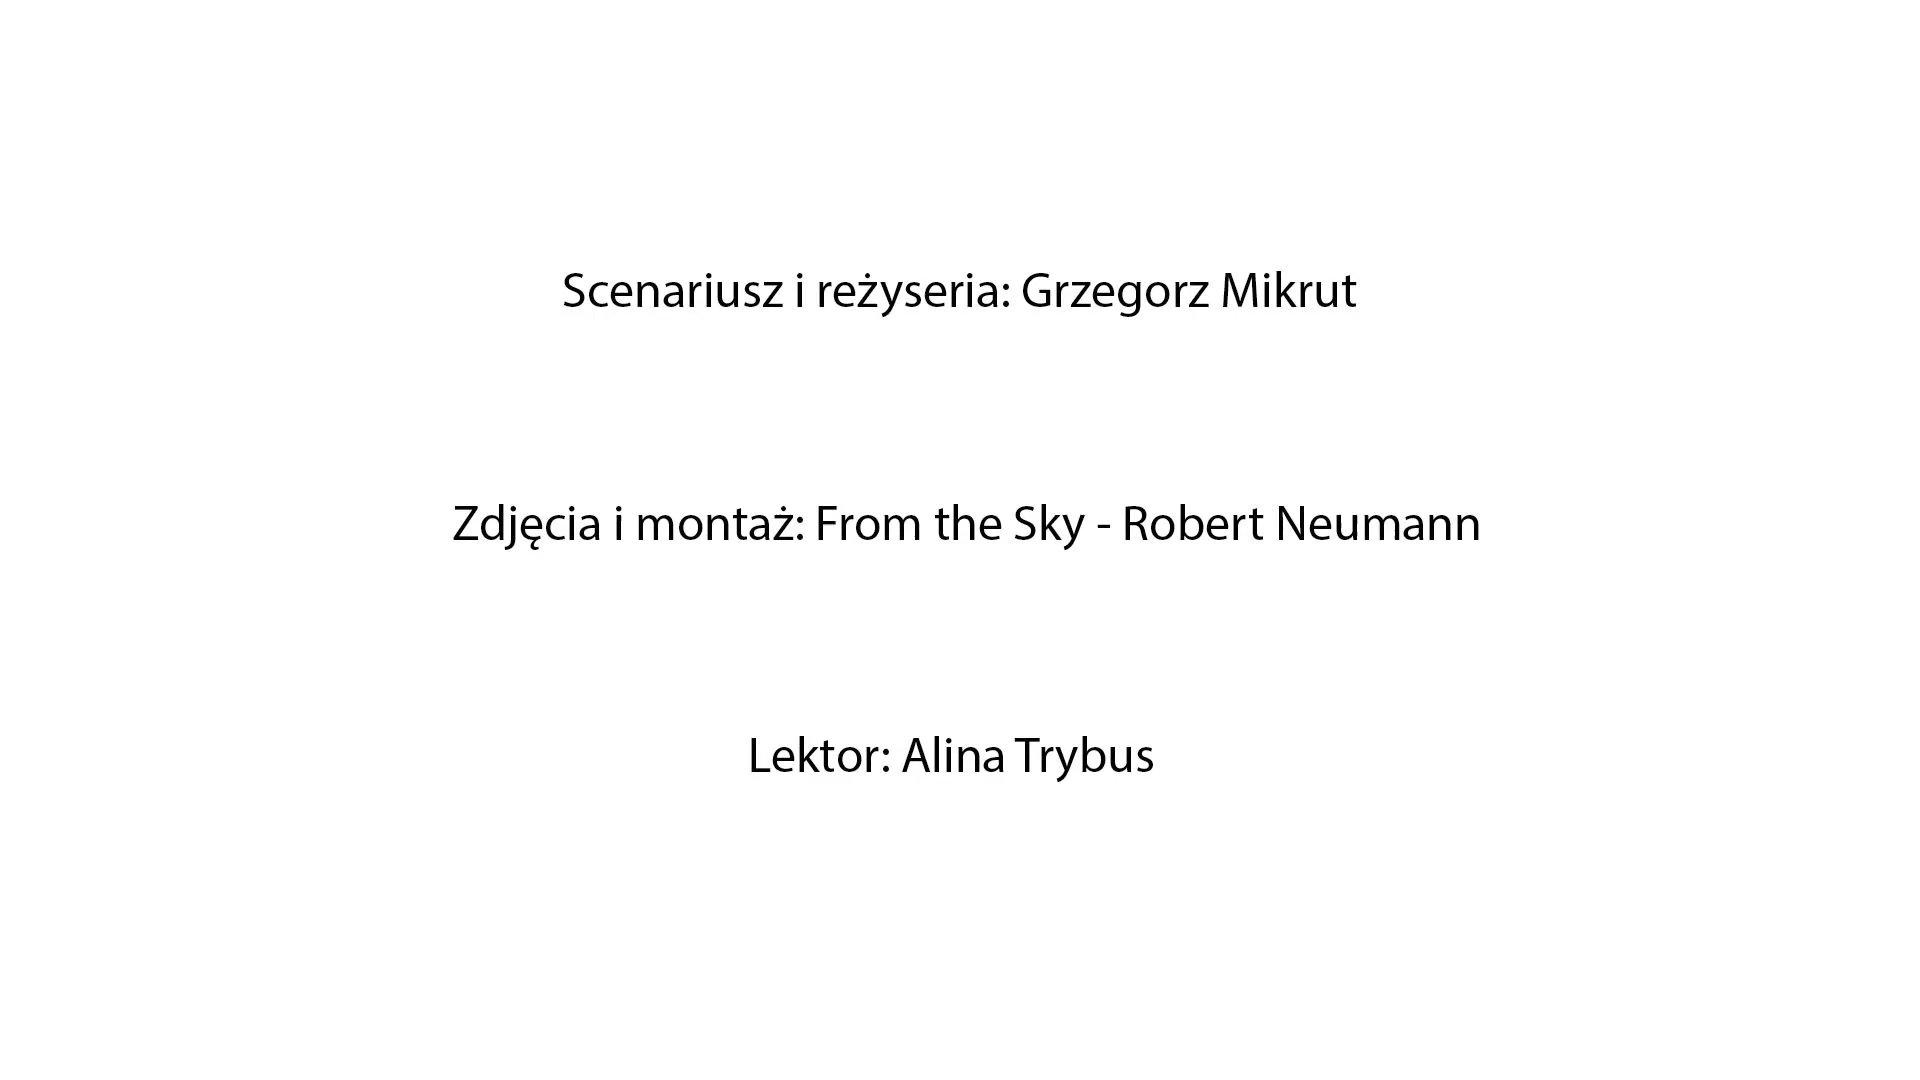 Scenariusz i reżyseria: Grzegorz Mikrut
Zdjęcia i montaż: From the Sky - Robert Neumann
Lektor: Alina Trybus